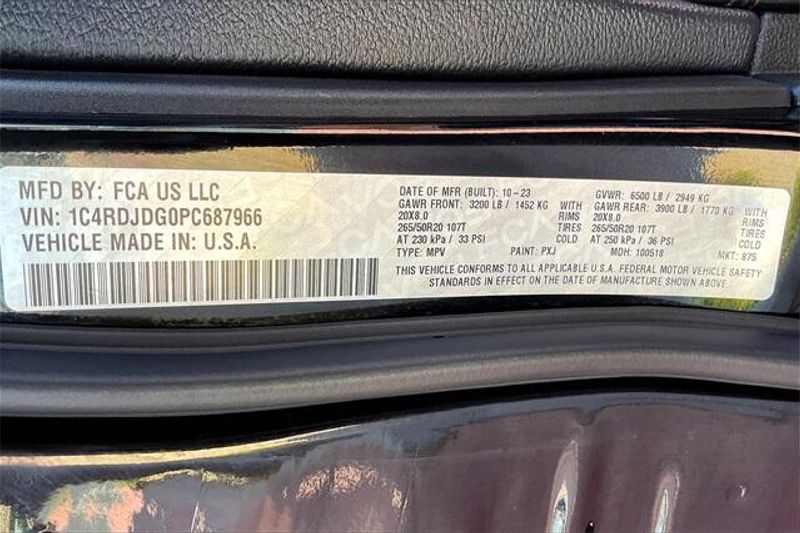 MFD BY: FCA US LLC
VIN: 1C4RDJDG0PC687966
VEHICLE MADE IN: U.S.A.
DATE OF MFR (BUILT): 10-23 GVWR: 6500 LB / 2949 KG
GAWR FRONT: 3200 LB / 1452 KG WITH GAWR REAR: 3900 LB / 1770 KG WITH
20X8.0 RIMS 20X8.0 RIMS
265/50R20 107T TIRES 265/50R20 107T TIRES
AT 230 kPa / 33 PSI COLD AT 250 kPa / 36 PSI COLD
TYPE: MPV PAINT: PXJ MDH: 100518 MKT: 875
THIS VEHICLE CONFORMS TO ALL APPLICABLE U.S.A. FEDERAL MOTOR VEHICLE SAFETY
STANDARDS IN EFFECT ON THE DATE OF MANUFACTURE SHOWN ABOVE.